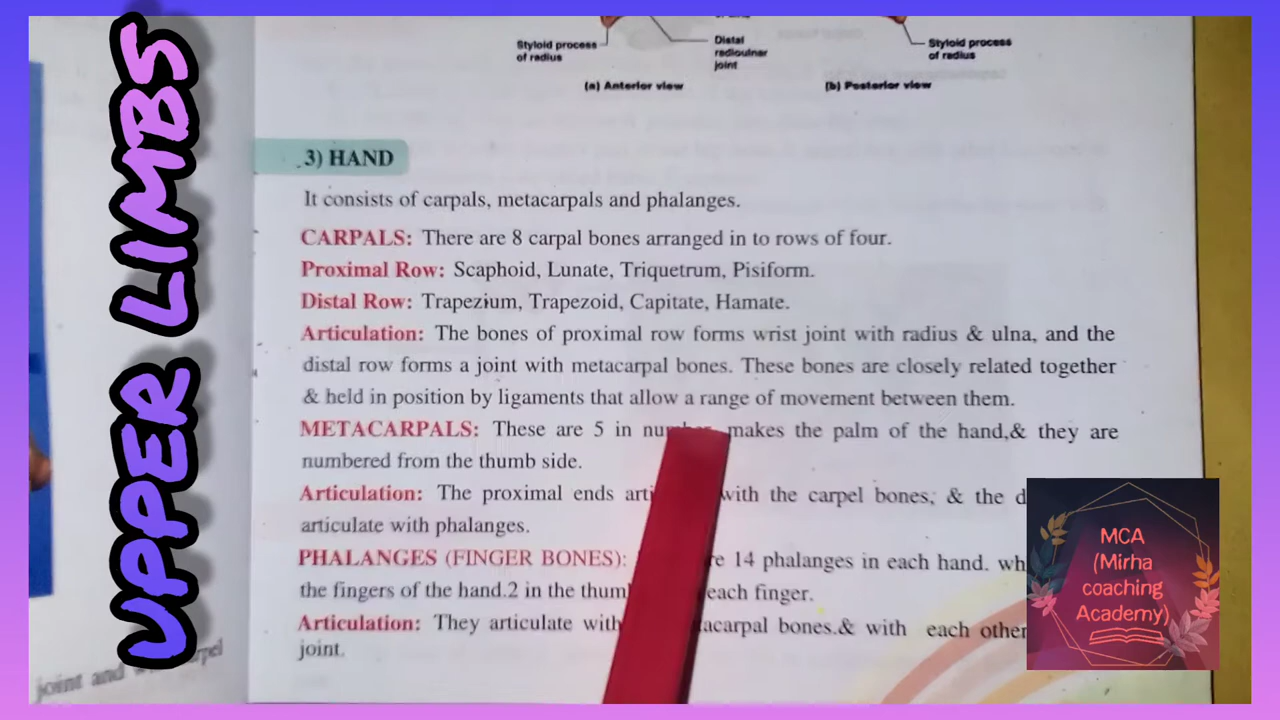 UPPER LIMBS
Styloid process
of radius
Distal
radioulnar
joint
Styloid process
of radius
(a) Anterior view
(b) Posterior view
3) HAND
It consists of carpals, metacarpals and phalanges.
CARPALS: There are 8 carpal bones arranged in to rows of four.
Proximal Row: Scaphoid, Lunate, Triquetrum, Pisiform.
Distal Row: Trapezium, Trapezoid, Capitate, Hamate.
Articulation: The bones of proximal row forms wrist joint with radius & ulna, and the
distal row forms a joint with metacarpal bones. These bones are closely related together
& held in position by ligaments that allow a range of movement between them.
METACARPALS: These are 5 in number makes the palm of the hand,& they are
numbered from the thumb side.
Articulation: The proximal ends with the carpel bones, & the
articulate with phalanges.
PHALANGES (FINGER BONES): 14 phalanges in each hand.
the fingers of the hand.2 in the each finger.
Articulation: They articulate with bones.& with each other
joint.
joint and
MCA
(Mirha
coaching
Academy)